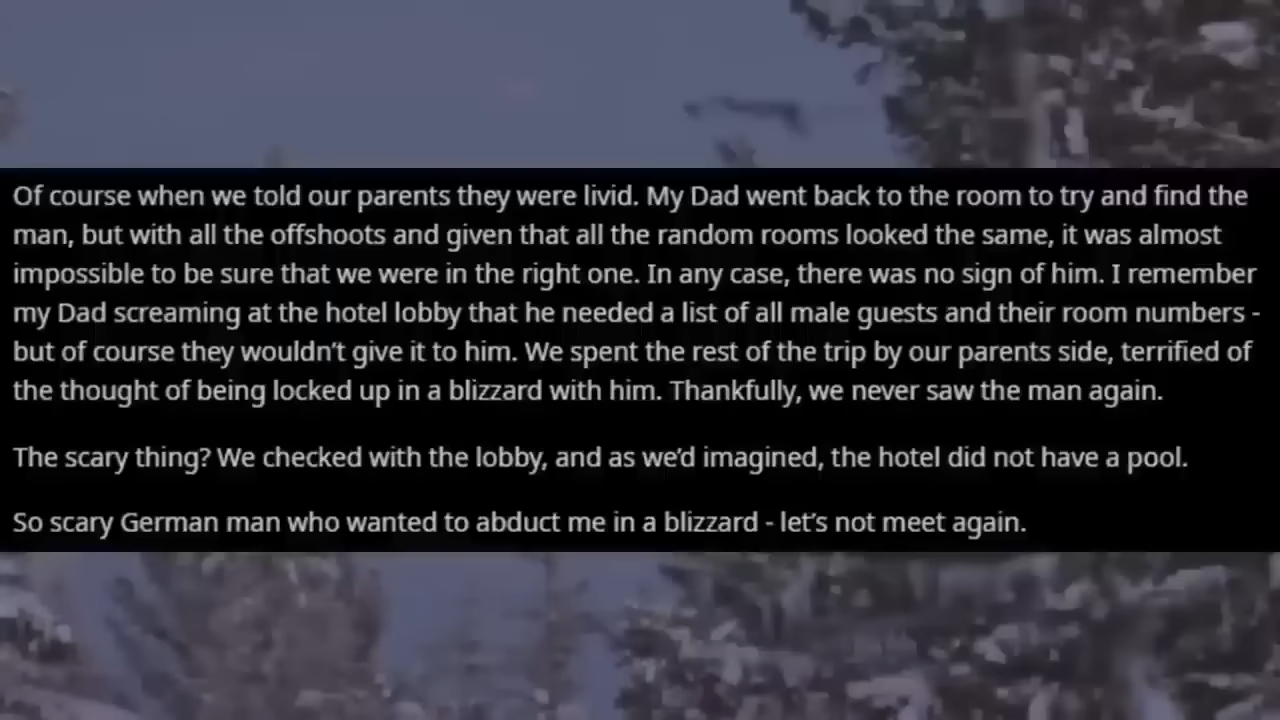 Of course when we told our parents they were livid. My Dad went back to the room to try and find the
man, but with all the offshoots and given that all the random rooms looked the same, it was almost
impossible to be sure that we were in the right one. In any case, there was no sign of him. I remember
my Dad screaming at the hotel lobby that he needed a list of all male guests and their room numbers -
but of course they wouldn't give it to him. We spent the rest of the trip by our parents side, terrified of
the thought of being locked up in a blizzard with him. Thankfully, we never saw the man again.
The scary thing? We checked with the lobby, and as we'd imagined, the hotel did not have a pool.
So scary German man who wanted to abduct me in a blizzard - let's not meet again.